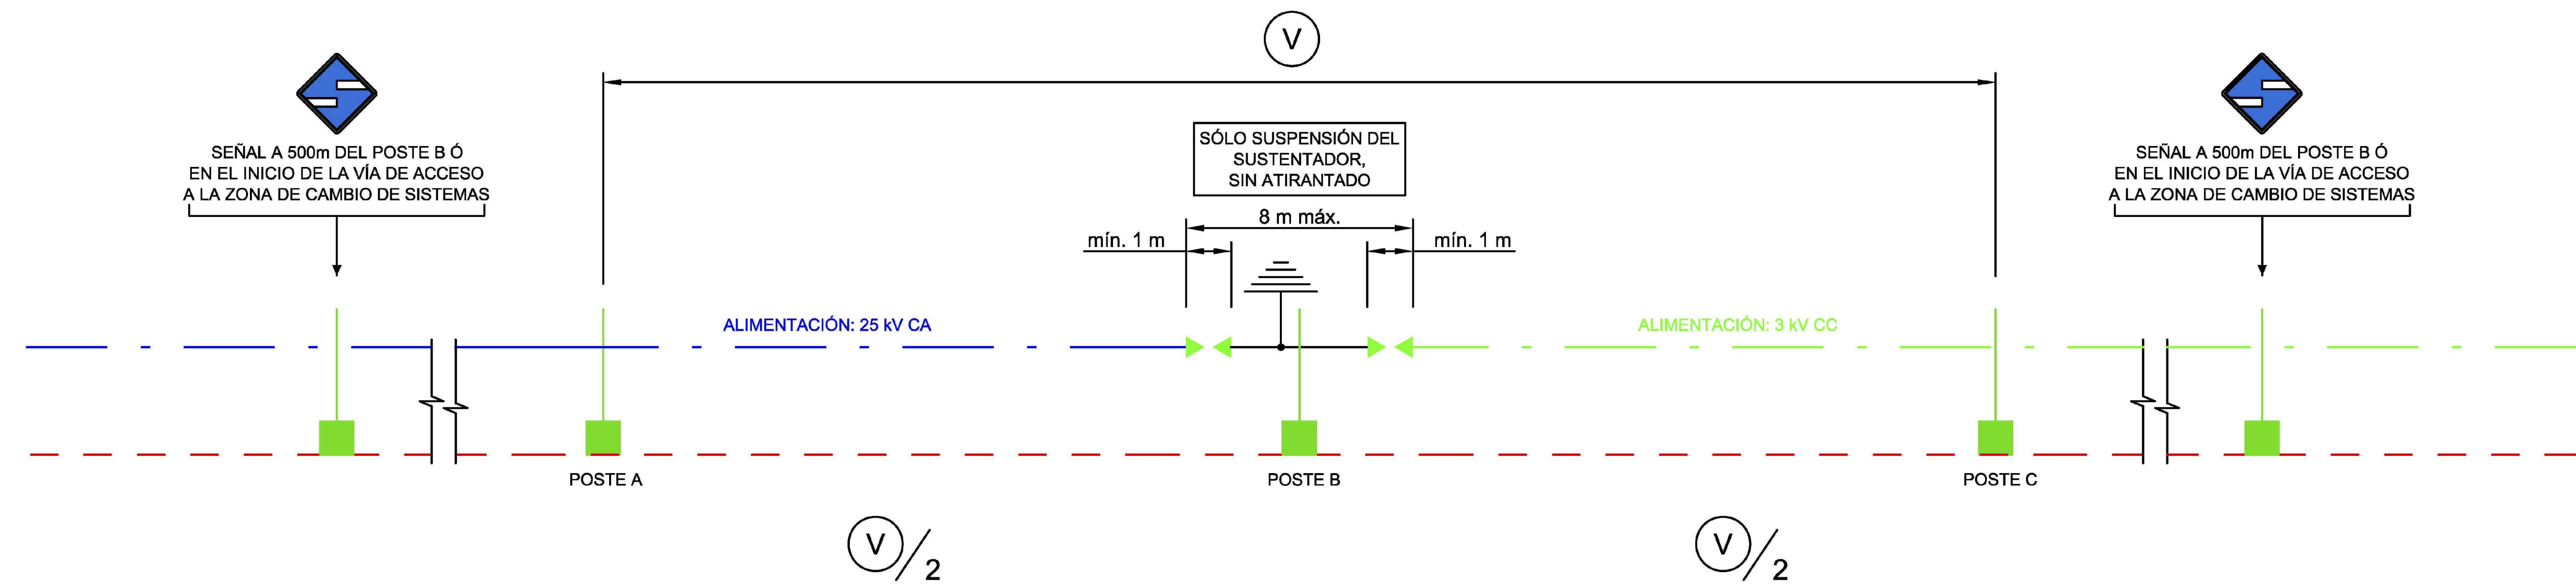 V
SEÑAL A 500m DEL POSTE B Ó
EN EL INICIO DE LA VÍA DE ACCESO
A LA ZONA DE CAMBIO DE SISTEMAS
SÓLO SUSPENSIÓN DEL
SUSTENTADOR,
SIN ATIRANTADO
SEÑAL A 500m DEL POSTE B Ó
EN EL INICIO DE LA VÍA DE ACCESO
A LA ZONA DE CAMBIO DE SISTEMAS
8 m máx.
mín. 1 m
mín. 1 m
ALIMENTACIÓN: 25 kV CA
ALIMENTACIÓN: 3 kV CC
POSTE A
POSTE B
POSTE C
V/2
V/2